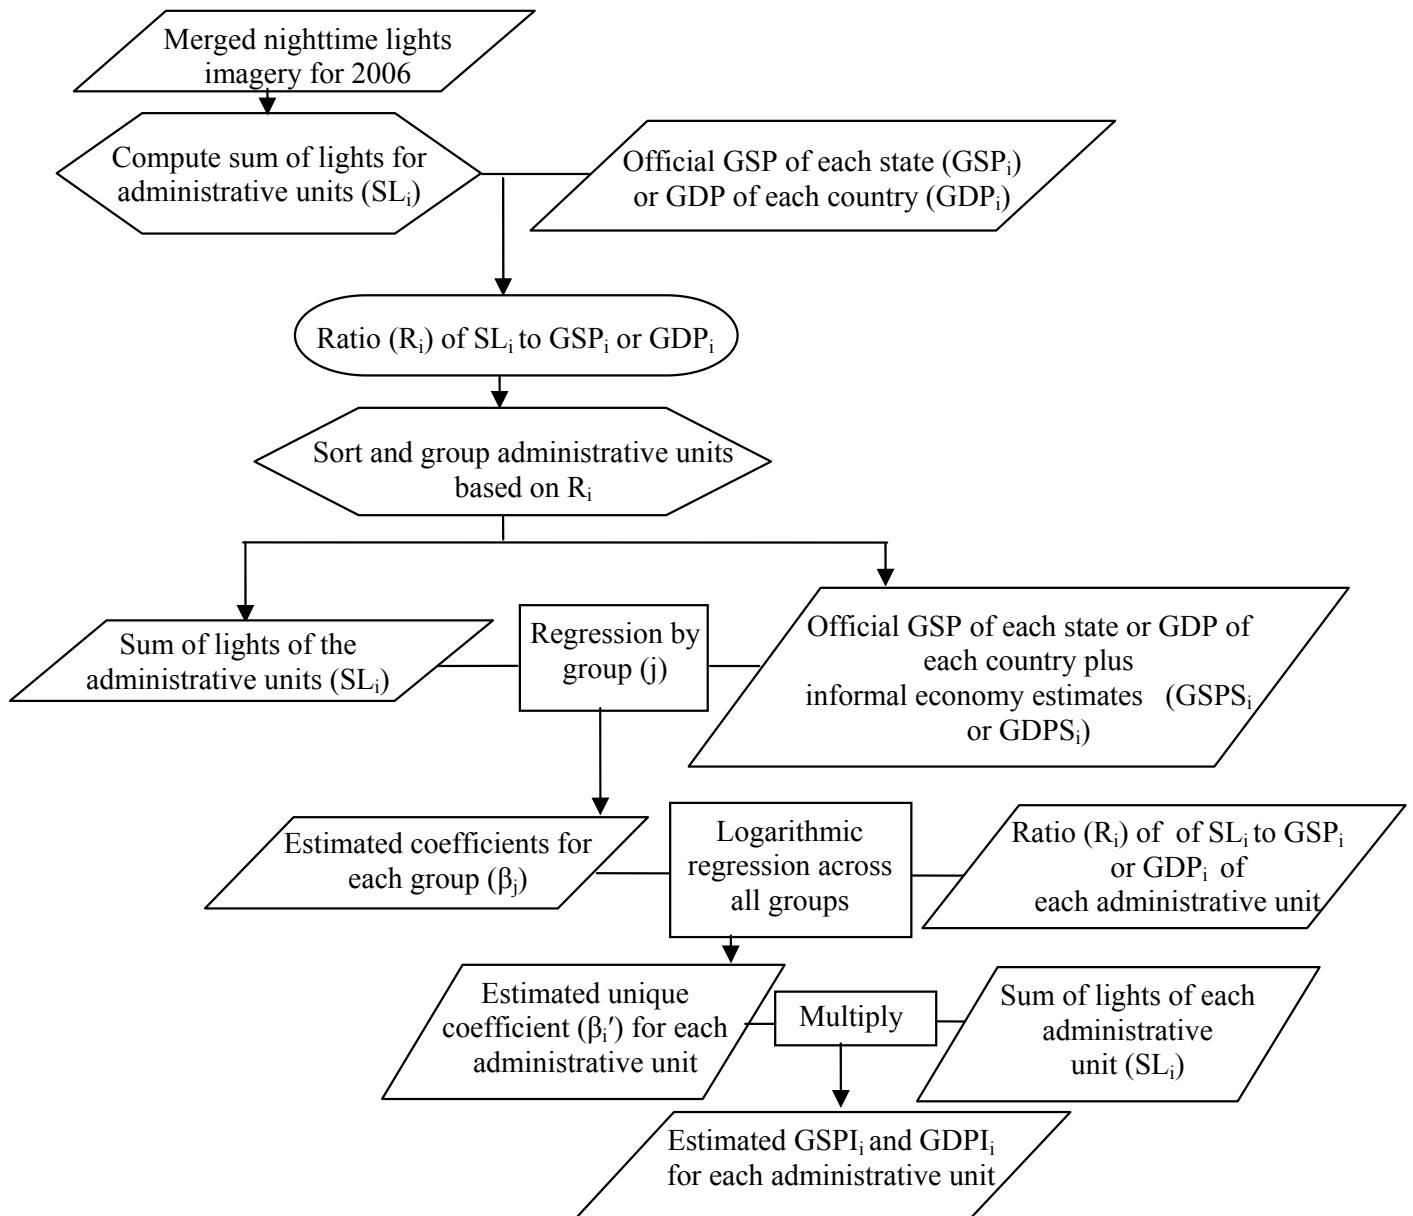 Merged nighttime lights
imagery for 2006
Compute sum of lights for
administrative units (SLᵢ)
Official GSP of each state (GSPᵢ)
or GDP of each country (GDPᵢ)
Ratio (Rᵢ) of SLᵢ to GSPᵢ or GDPᵢ
Sort and group administrative units
based on Rᵢ
Sum of lights of the
administrative units (SLᵢ)
Regression by
group (j)
Official GSP of each state or GDP of
each country plus
informal economy estimates (GSPSᵢ
or GDPSᵢ)
Estimated coefficients for
each group (βⱼ)
Logarithmic
regression across
all groups
Ratio (Rᵢ) of of SLᵢ to GSPᵢ
or GDPᵢ of
each administrative unit
Estimated unique
coefficient (βᵢ′) for each
administrative unit
Multiply
Sum of lights of each
administrative
unit (SLᵢ)
Estimated GSPIᵢ and GDPIᵢ
for each administrative unit